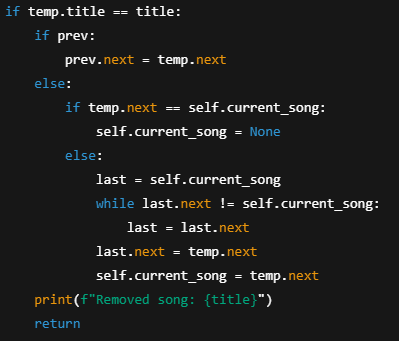 if temp.title == title:
    if prev:
        prev.next = temp.next
    else:
        if temp.next == self.current_song:
            self.current_song = None
        else:
            last = self.current_song
            while last.next != self.current_song:
                last = last.next
            last.next = temp.next
            self.current_song = temp.next
    print(f"Removed song: {title}")
    return